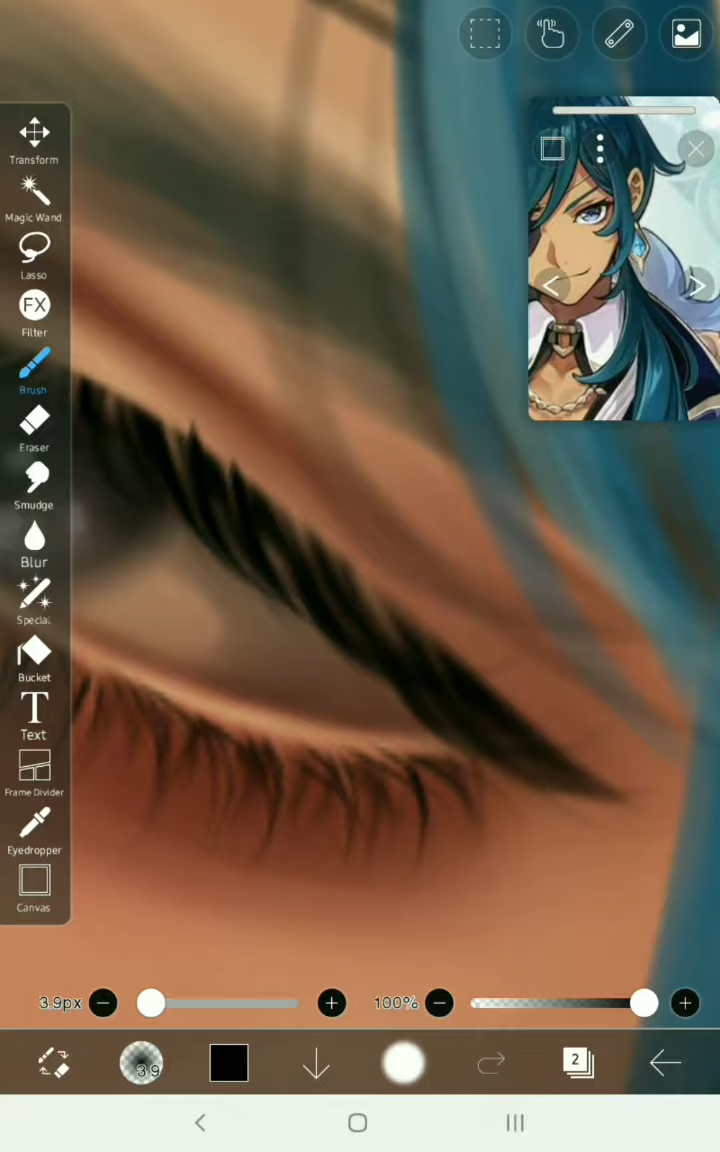 Transform
Magic Wand
Lasso
FX
Filter
Brush
Eraser
Smudge
Blur
Special
Bucket
T
Text
Frame Divider
Eyedropper
Canvas
3.9px
100%
3.9
2